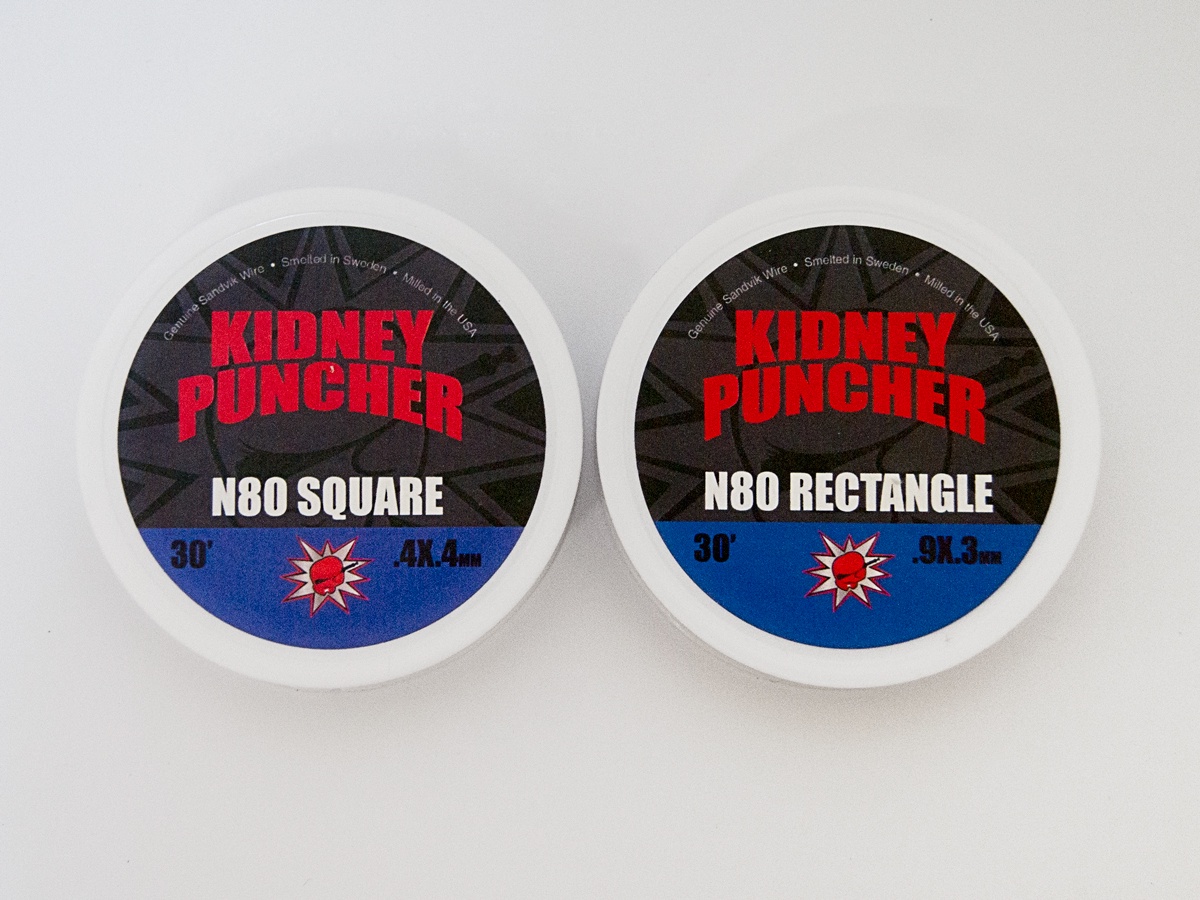 Genuine Sandvik Wire • Smelted in Sweden • Milled in the USA
KIDNEY
PUNCHER
N80 SQUARE
30'
.4X.4MM
Genuine Sandvik Wire • Smelted in Sweden • Milled in the USA
KIDNEY
PUNCHER
N80 RECTANGLE
30'
.9X.3MM